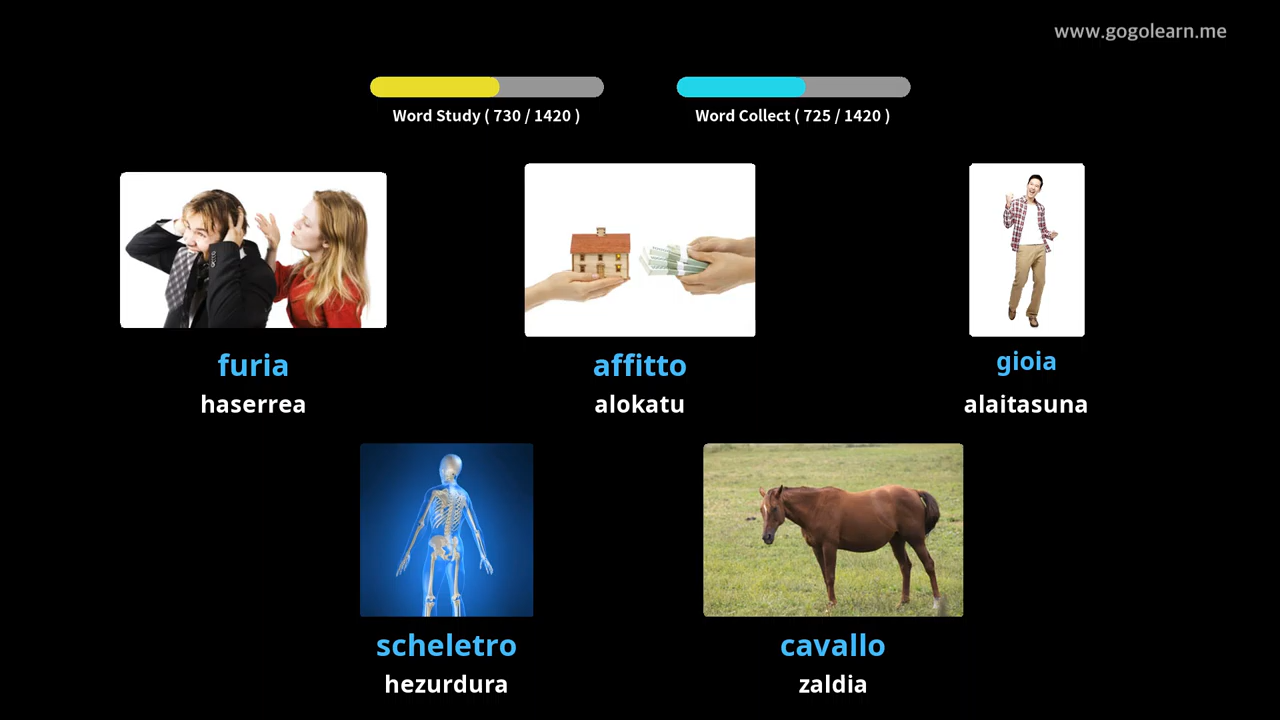 www.gogolearn.me
Word Study ( 730 / 1420 )
Word Collect ( 725 / 1420 )
furia
haserrea
affitto
alokatu
gioia
alaitasuna
scheletro
hezurdura
cavallo
zaldia